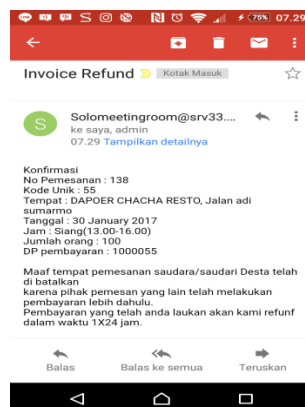 75% 07.29
Invoice Refund Kotak Masuk
S
Solomeetingroom@srv33....
ke saya, admin
07.29 Tampilkan detailnya
Konfirmasi
No Pemesanan : 138
Kode Unik : 55
Tempat : DAPOER CHACHA RESTO, Jalan adi
sumarmo
Tanggal : 30 January 2017
Jam : Siang(13.00-16.00)
Jumlah orang : 100
DP pembayaran : 1000055
Maaf tempat pemesanan saudara/saudari Desta telah
di batalkan
karena pihak pemesan yang lain telah melakukan
pembayaran lebih dahulu.
Pembayaran yang telah anda laukan akan kami refunf
dalam waktu 1X24 jam.
Balas
Balas ke semua
Teruskan